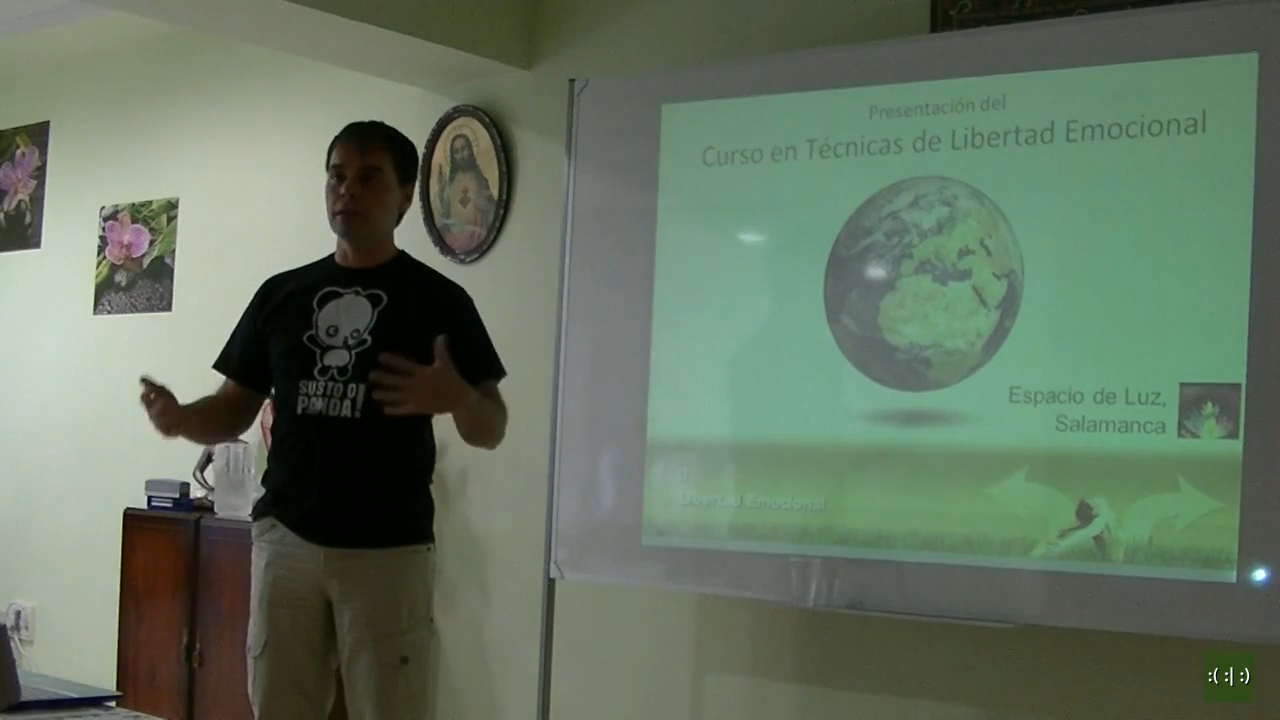 Presentación del
Curso en Técnicas de Libertad Emocional
Espacio de Luz,
Salamanca
Libertad Emocional
SUSTO O
PANDA!
:( :| :)